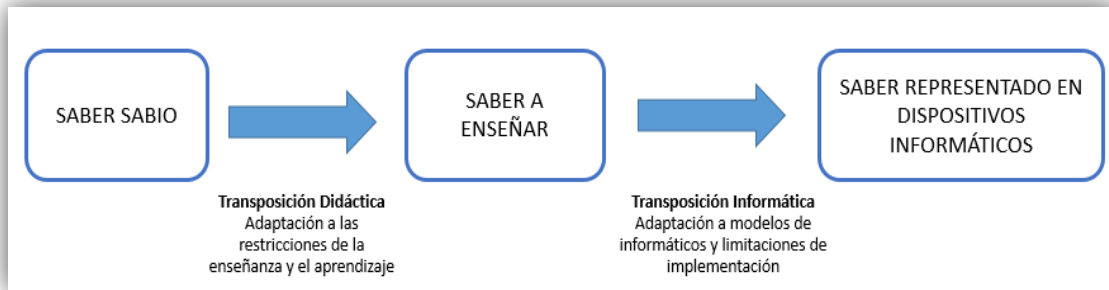 SABER SABIO
SABER A
ENSEÑAR
SABER REPRESENTADO EN
DISPOSITIVOS
INFORMÁTICOS
Transposición Didáctica
Adaptación a las
restricciones de la
enseñanza y el aprendizaje
Transposición Informática
Adaptación a modelos de
informáticos y limitaciones de
implementación